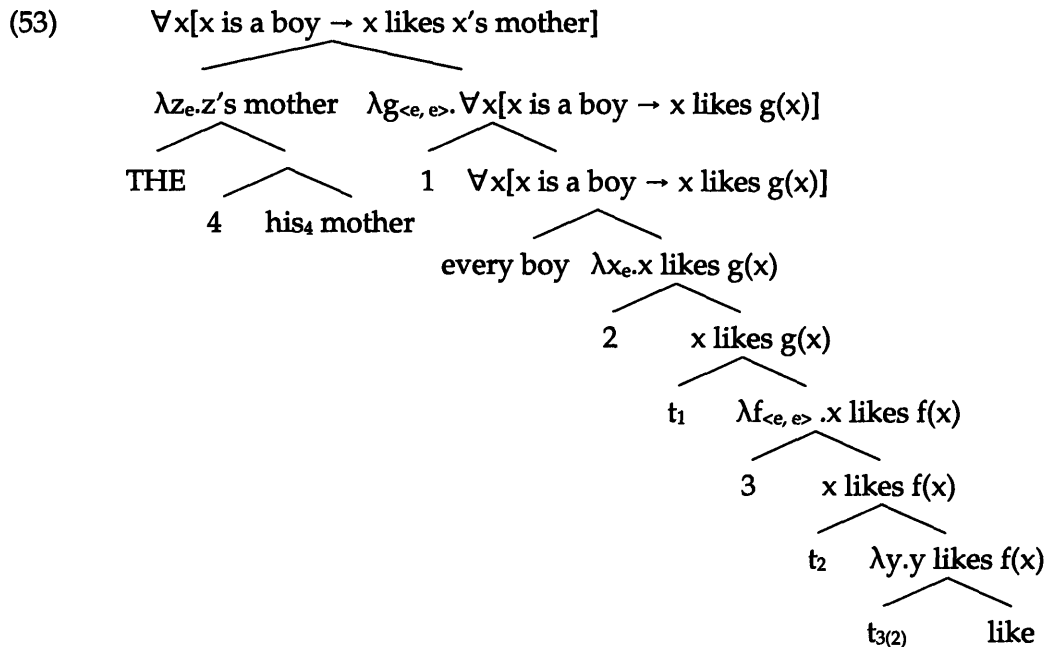 (53) ∀x[x is a boy → x likes x's mother]
λzₑ.z's mother λg<e, e>.∀x[x is a boy → x likes g(x)]
THE 1 ∀x[x is a boy → x likes g(x)]
4 his₄ mother
every boy λxₑ.x likes g(x)
2 x likes g(x)
t₁ λf<e, e> .x likes f(x)
3 x likes f(x)
t₂ λy.y likes f(x)
t₃₍₂₎ like